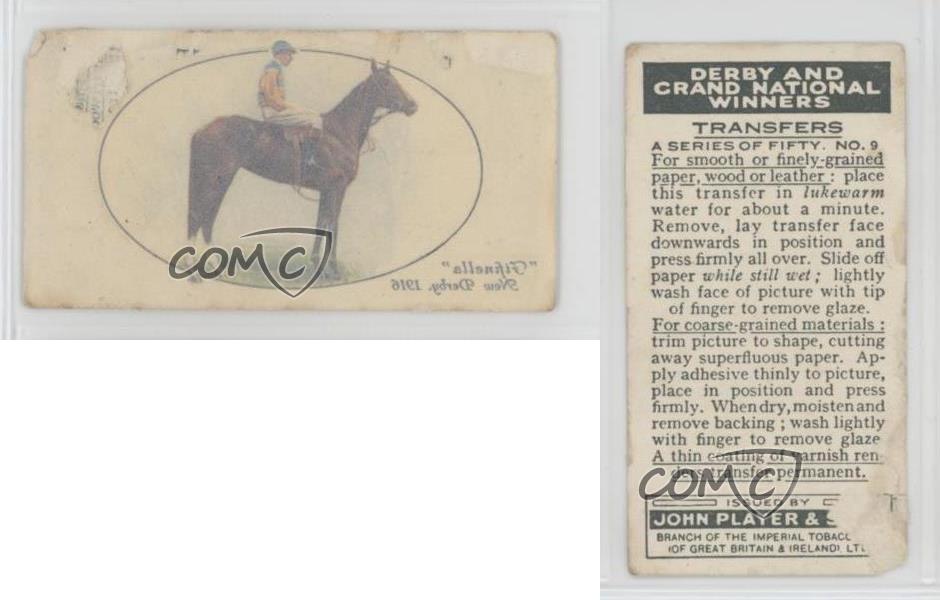 "Fifinella"
New Derby, 1916
COMC
DERBY AND
GRAND NATIONAL
WINNERS
TRANSFERS
A SERIES OF FIFTY. NO. 9
For smooth or finely-grained
paper, wood or leather : place
this transfer in lukewarm
water for about a minute.
Remove, lay transfer face
downwards in position and
press firmly all over. Slide off
paper while still wet ; lightly
wash face of picture with tip
of finger to remove glaze.
For coarse-grained materials :
trim picture to shape, cutting
away superfluous paper. Ap-
ply adhesive thinly to picture,
place in position and press
firmly. When dry, moisten and
remove backing ; wash lightly
with finger to remove glaze
A thin coating of varnish ren-
ders transfer permanent.
COMC
ISSUED BY
JOHN PLAYER & S
BRANCH OF THE IMPERIAL TOBACC
(OF GREAT BRITAIN & IRELAND), LT